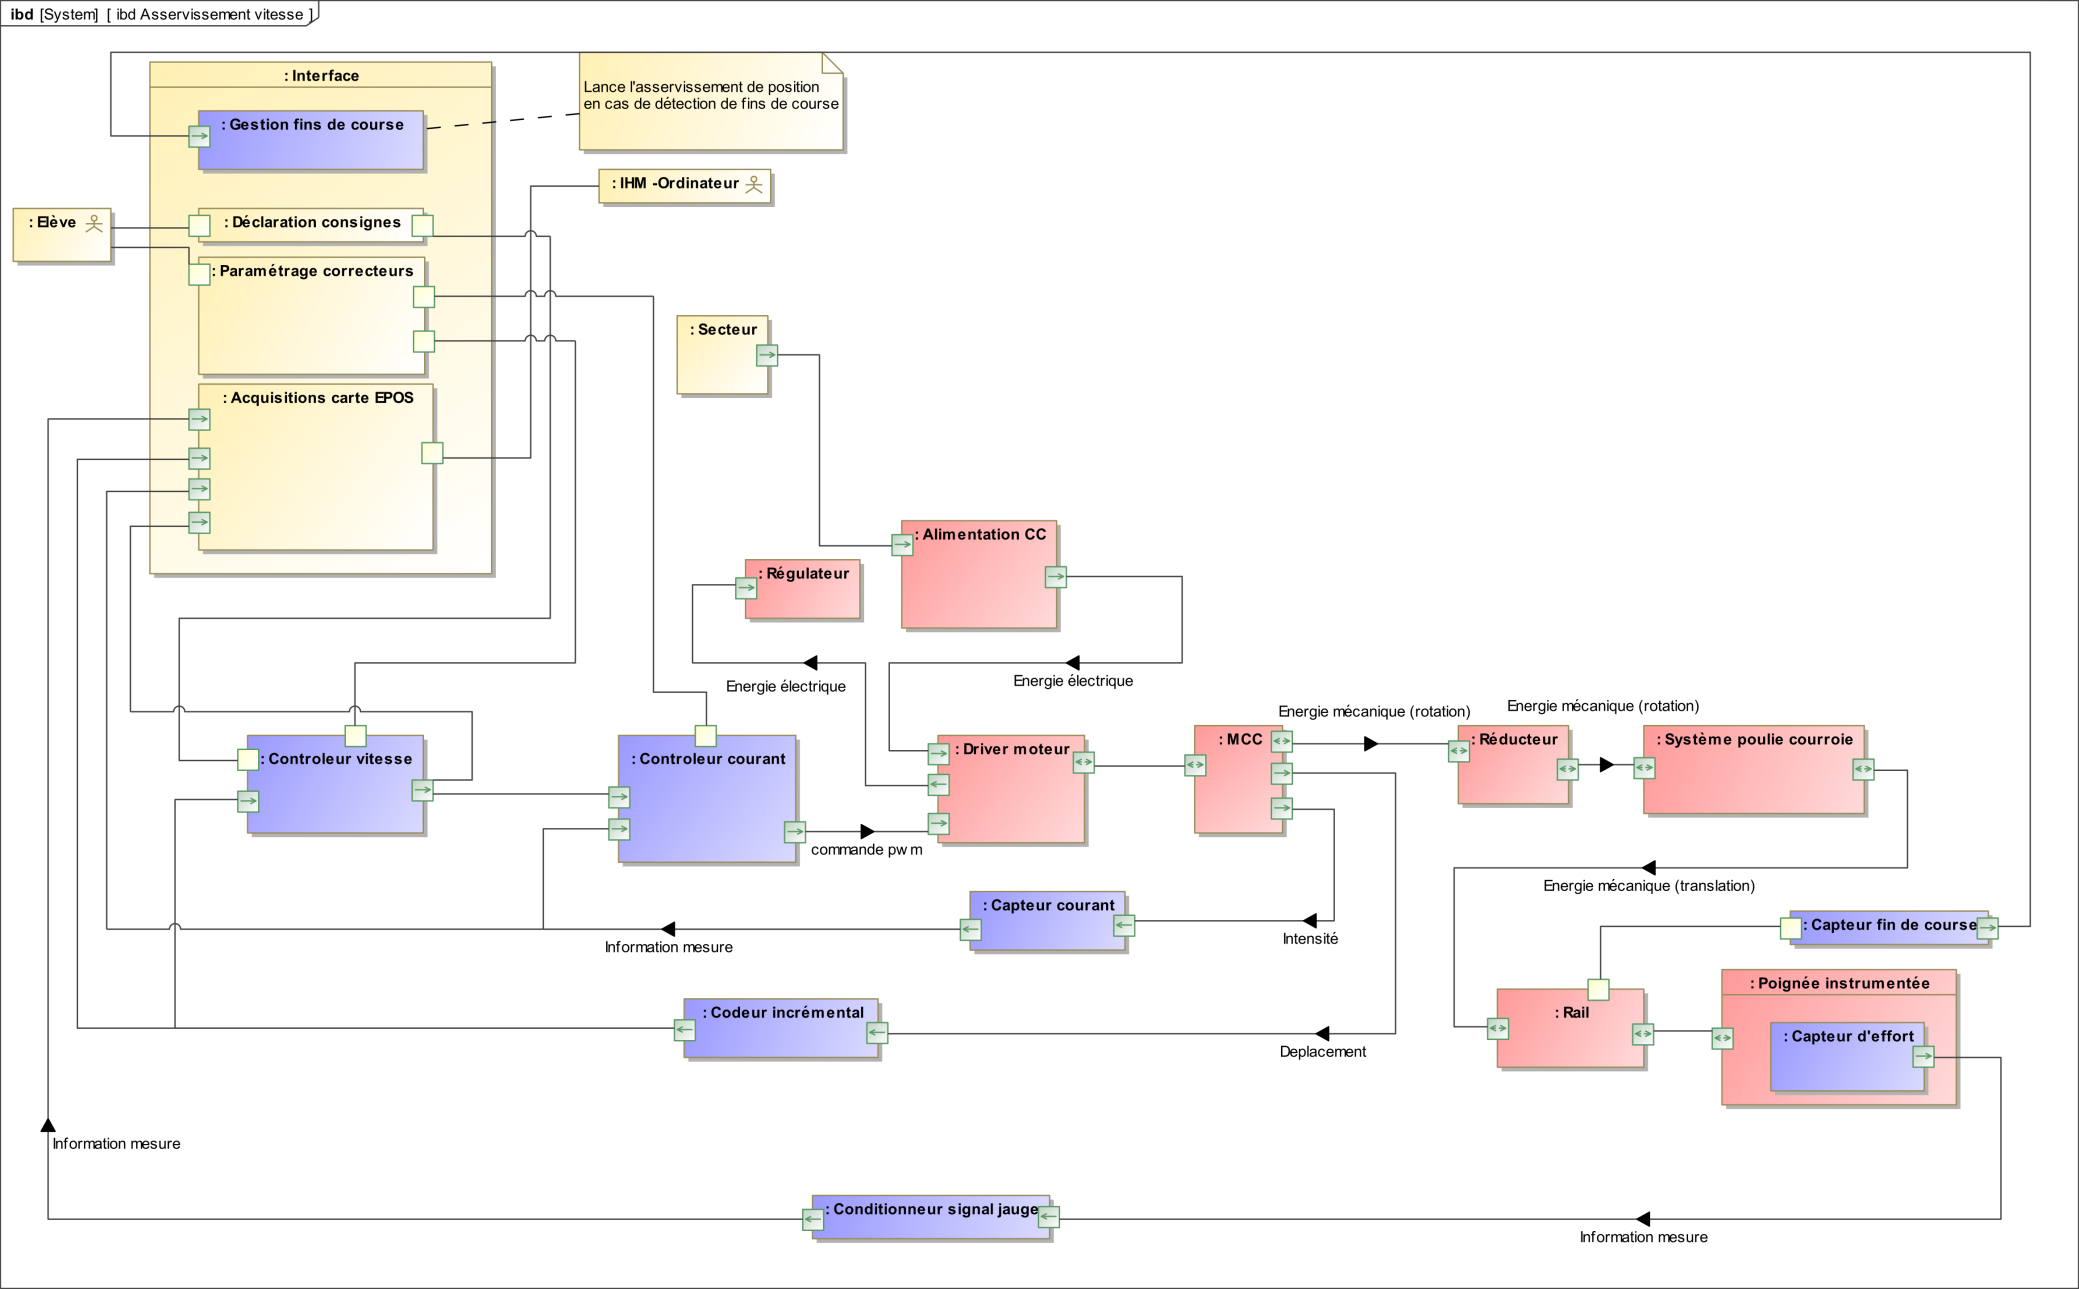 ibd [System] [ ibd Asservissement vitesse ]
: Interface
Lance l'asservissement de position
en cas de détection de fins de course
: Gestion fins de course
: IHM -Ordinateur
: Elève
: Déclaration consignes
: Paramétrage correcteurs
: Secteur
: Acquisitions carte EPOS
: Alimentation CC
: Régulateur
Energie électrique
Energie électrique
Energie mécanique (rotation)
Energie mécanique (rotation)
: Controleur vitesse
: Controleur courant
: Driver moteur
: MCC
: Réducteur
: Système poulie courroie
commande pwm
Energie mécanique (translation)
: Capteur courant
Intensité
Information mesure
: Capteur fin de course
: Poignée instrumentée
: Codeur incrémental
: Rail
: Capteur d'effort
Deplacement
Information mesure
: Conditionneur signal jauge
Information mesure